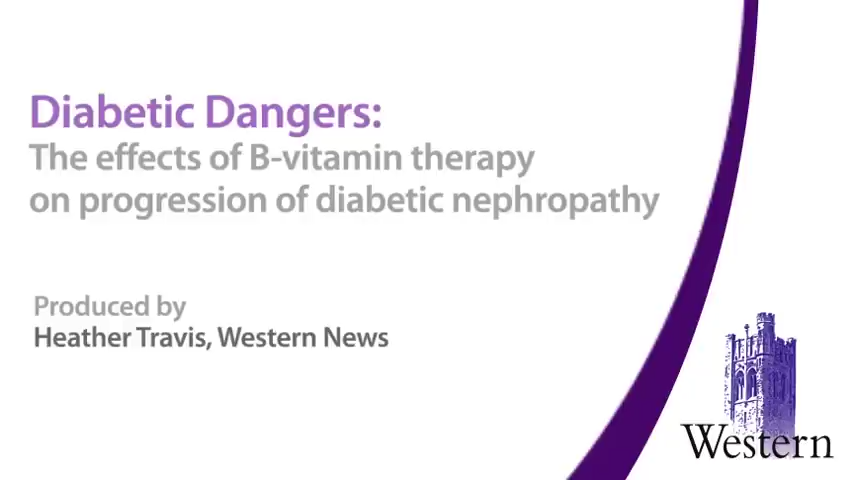 Diabetic Dangers:
The effects of B-vitamin therapy
on progression of diabetic nephropathy
Produced by
Heather Travis, Western News
Western